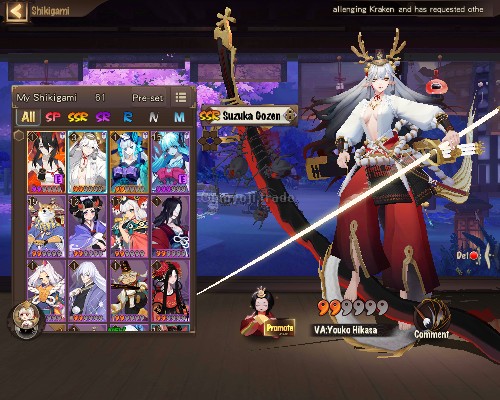 Shikigami
allenging Kraken and has requested othe
My Shikigami 61 Pre-set
All SP SSR SR R N M
SSR Suzuka Gozen
Promote
VA:Youko Hikasa
Comment